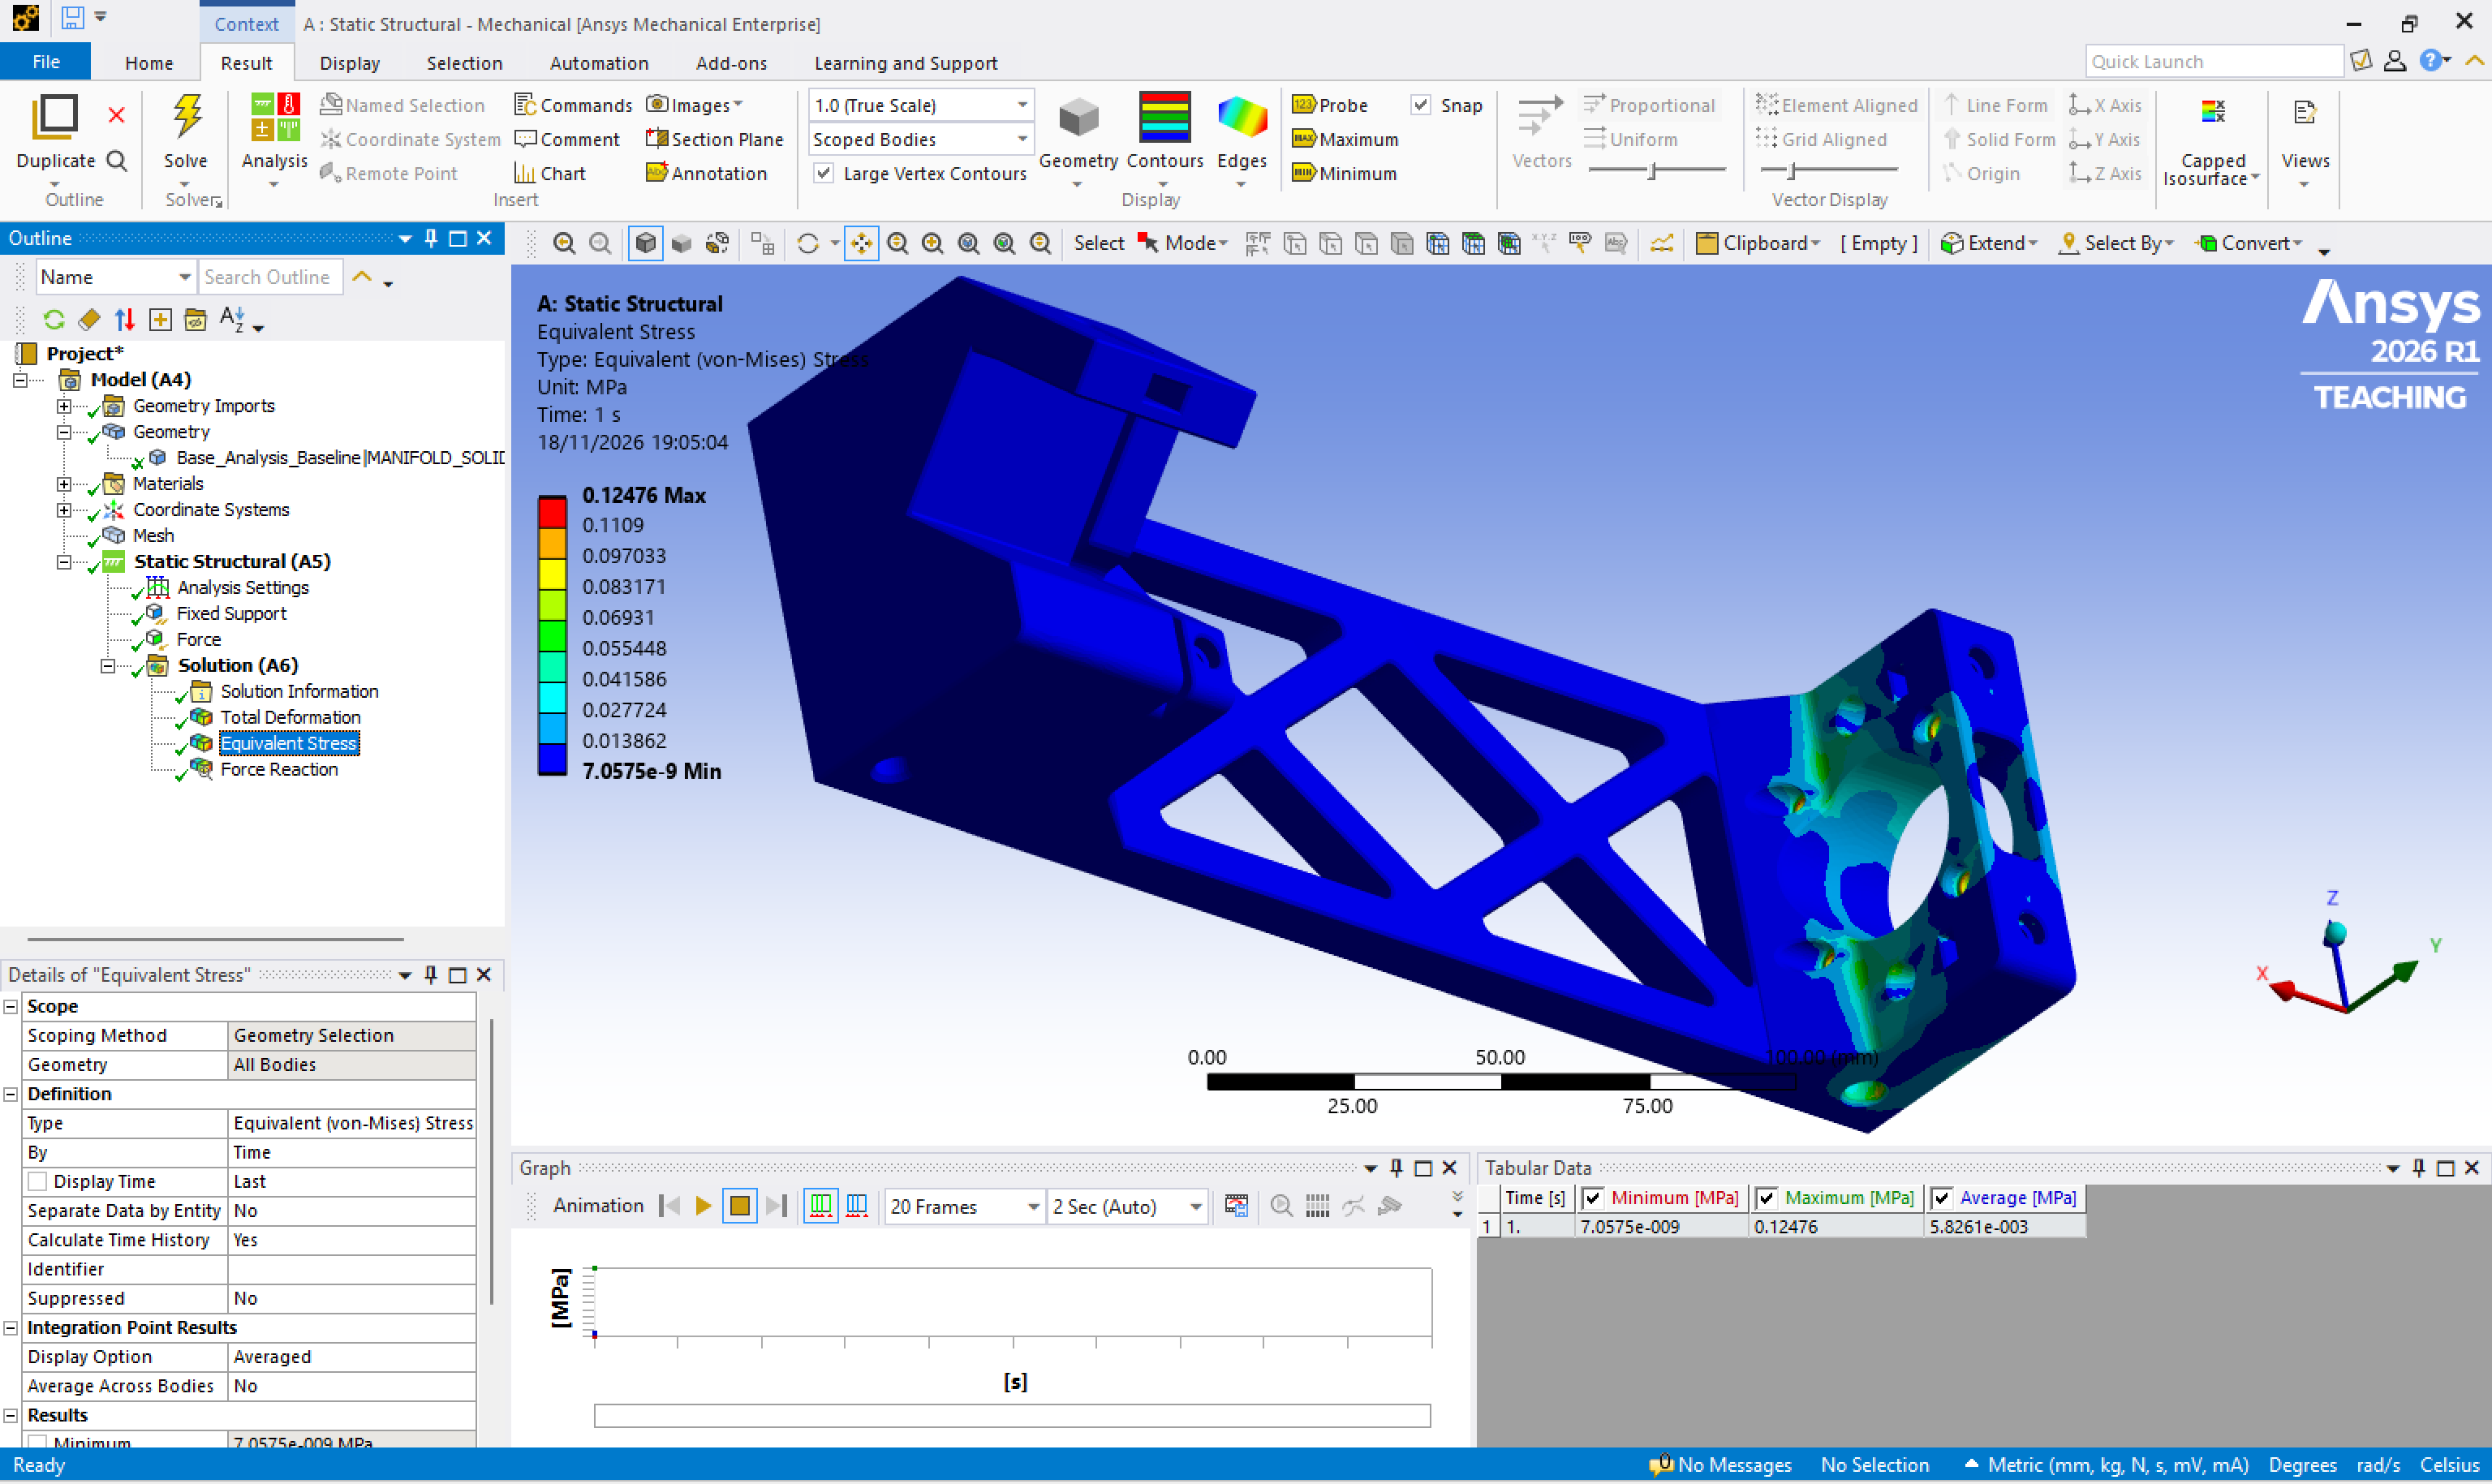 Context
A : Static Structural - Mechanical [Ansys Mechanical Enterprise]
File
Home
Result
Display
Selection
Automation
Add-ons
Learning and Support
Quick Launch
Duplicate
Outline
Solve
Solver
Analysis
Named Selection
Coordinate System
Remote Point
Commands
Comment
Chart
Images
Section Plane
Annotation
Insert
1.0 (True Scale)
Scoped Bodies
Large Vertex Contours
Geometry
Contours
Edges
Display
Probe
Maximum
Minimum
Snap
Vectors
Proportional
Uniform
Element Aligned
Grid Aligned
Vector Display
Line Form
Solid Form
Origin
X Axis
Y Axis
Z Axis
Capped
Isosurface
Views
Outline
Select
Mode
Clipboard
[ Empty ]
Extend
Select By
Convert
Name
Search Outline
Project*
Model (A4)
Geometry Imports
Geometry
Base_Analysis_Baseline|MANIFOLD_SOLID
Materials
Coordinate Systems
Mesh
Static Structural (A5)
Analysis Settings
Fixed Support
Force
Solution (A6)
Solution Information
Total Deformation
Equivalent Stress
Force Reaction
A: Static Structural
Equivalent Stress
Type: Equivalent (von-Mises) Stress
Unit: MPa
Time: 1 s
18/11/2026 19:05:04
0.12476 Max
0.1109
0.097033
0.083171
0.06931
0.055448
0.041586
0.027724
0.013862
7.0575e-9 Min
Ansys
2026 R1
TEACHING
Z
Y
X
0.00
50.00
100.00 (mm)
25.00
75.00
Details of "Equivalent Stress"
Scope
Scoping Method Geometry Selection
Geometry All Bodies
Definition
Type Equivalent (von-Mises) Stress
By Time
Display Time Last
Separate Data by Entity No
Calculate Time History Yes
Identifier
Suppressed No
Integration Point Results
Display Option Averaged
Average Across Bodies No
Results
Minimum 7.0575e-009 MPa
Graph
Animation
20 Frames
2 Sec (Auto)
[MPa]
[s]
Tabular Data
Time [s] Minimum [MPa] Maximum [MPa] Average [MPa]
1 1. 7.0575e-009 0.12476 5.8261e-003
Ready
No Messages
No Selection
Metric (mm, kg, N, s, mV, mA)
Degrees
rad/s
Celsius